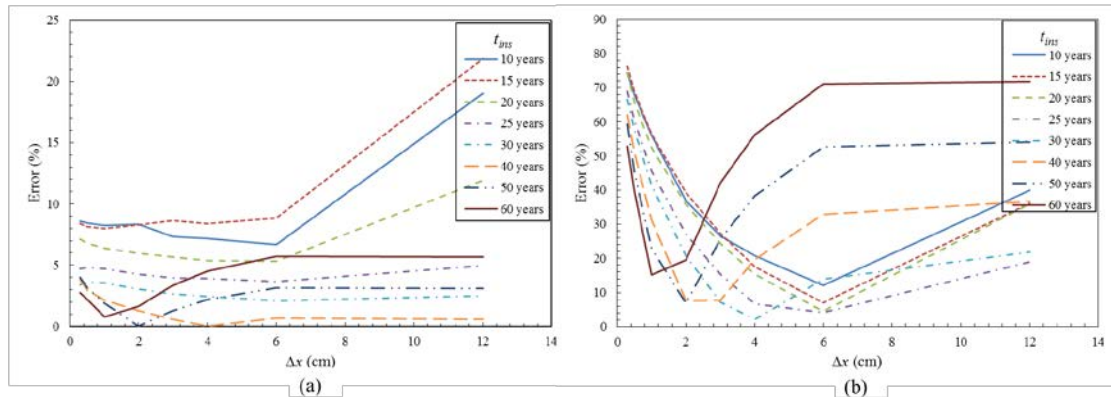 25
20
15
10
5
0
Error (%)
0 2 4 6 8 10 12 14
Δx (cm)
t_ins
10 years
15 years
20 years
25 years
30 years
40 years
50 years
60 years
(a)
90
80
70
60
50
40
30
20
10
0
Error (%)
0 2 4 6 8 10 12 14
Δx (cm)
t_ins
10 years
15 years
20 years
25 years
30 years
40 years
50 years
60 years
(b)